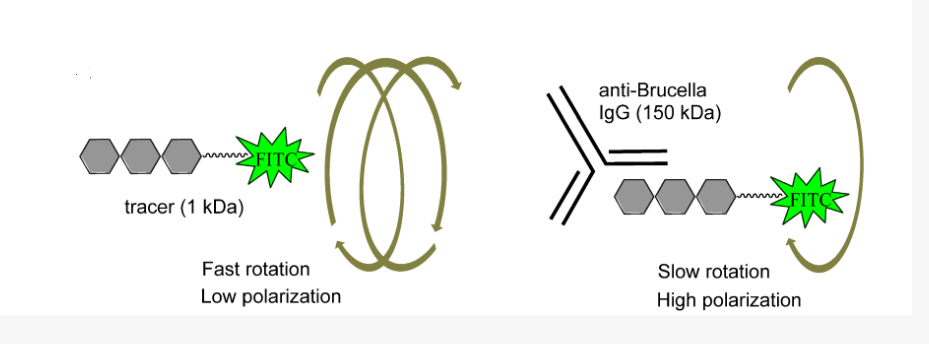 FITC
tracer (1 kDa)
Fast rotation
Low polarization
anti-Brucella
IgG (150 kDa)
FITC
Slow rotation
High polarization